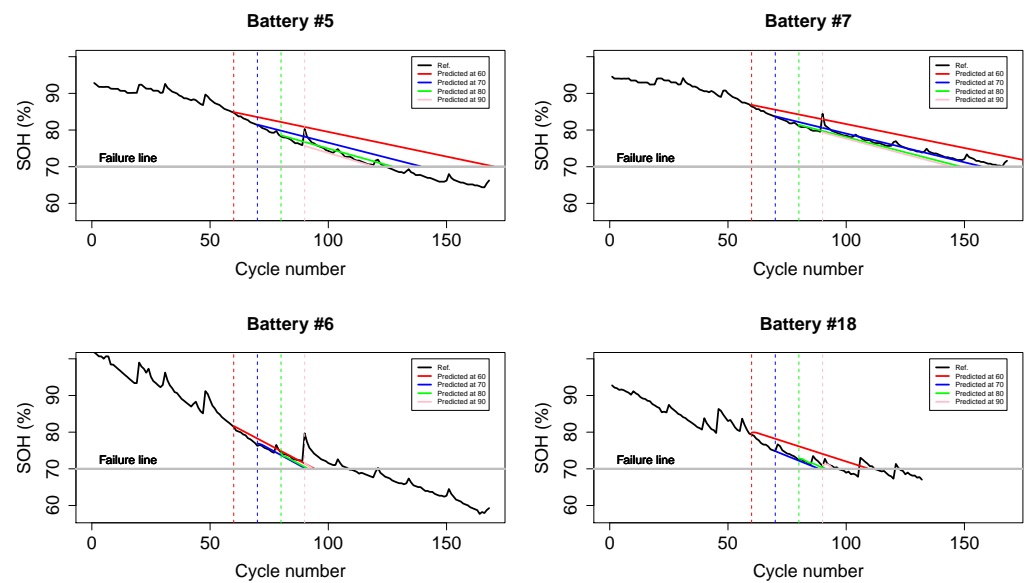 Battery #5
SOH (%)
60 70 80 90
Failure line
Ref.
Predicted at 60
Predicted at 70
Predicted at 80
Predicted at 90
0 50 100 150
Cycle number
Battery #7
SOH (%)
60 70 80 90
Failure line
Ref.
Predicted at 60
Predicted at 70
Predicted at 80
Predicted at 90
0 50 100 150
Cycle number
Battery #6
SOH (%)
60 70 80 90
Failure line
Ref.
Predicted at 60
Predicted at 70
Predicted at 80
Predicted at 90
0 50 100 150
Cycle number
Battery #18
SOH (%)
60 70 80 90
Failure line
Ref.
Predicted at 60
Predicted at 70
Predicted at 80
Predicted at 90
0 50 100 150
Cycle number